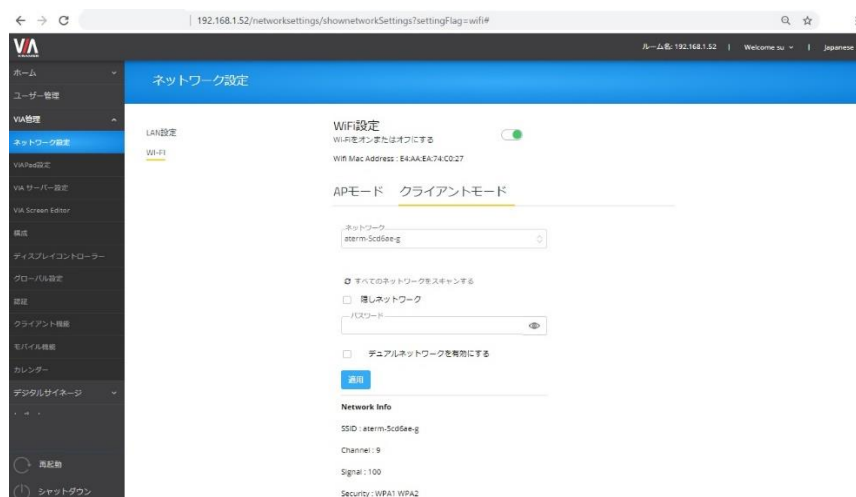 192.168.1.52/networksettings/shownetworkSettings?settingFlag=wifi#
VIA
ルーム名: 192.168.1.52 | Welcome su | Japanese
ホーム
ユーザー管理
VIA管理
ネットワーク設定
VIAPad設定
VIA サーバー設定
VIA Screen Editor
構成
ディスプレイコントローラー
グローバル設定
認証
クライアント機能
モバイル機能
カレンダー
デジタルサイネージ
再起動
シャットダウン
ネットワーク設定
LAN設定
WI-FI
WiFi設定
Wi-Fiをオンまたはオフにする
Wifi Mac Address : E4:AA:EA:74:C0:27
APモード クライアントモード
ネットワーク
aterm-5cd6ae-g
すべてのネットワークをスキャンする
隠しネットワーク
パスワード
デュアルネットワークを有効にする
適用
Network Info
SSID : aterm-5cd6ae-g
Channel : 9
Signal : 100
Security : WPA1 WPA2